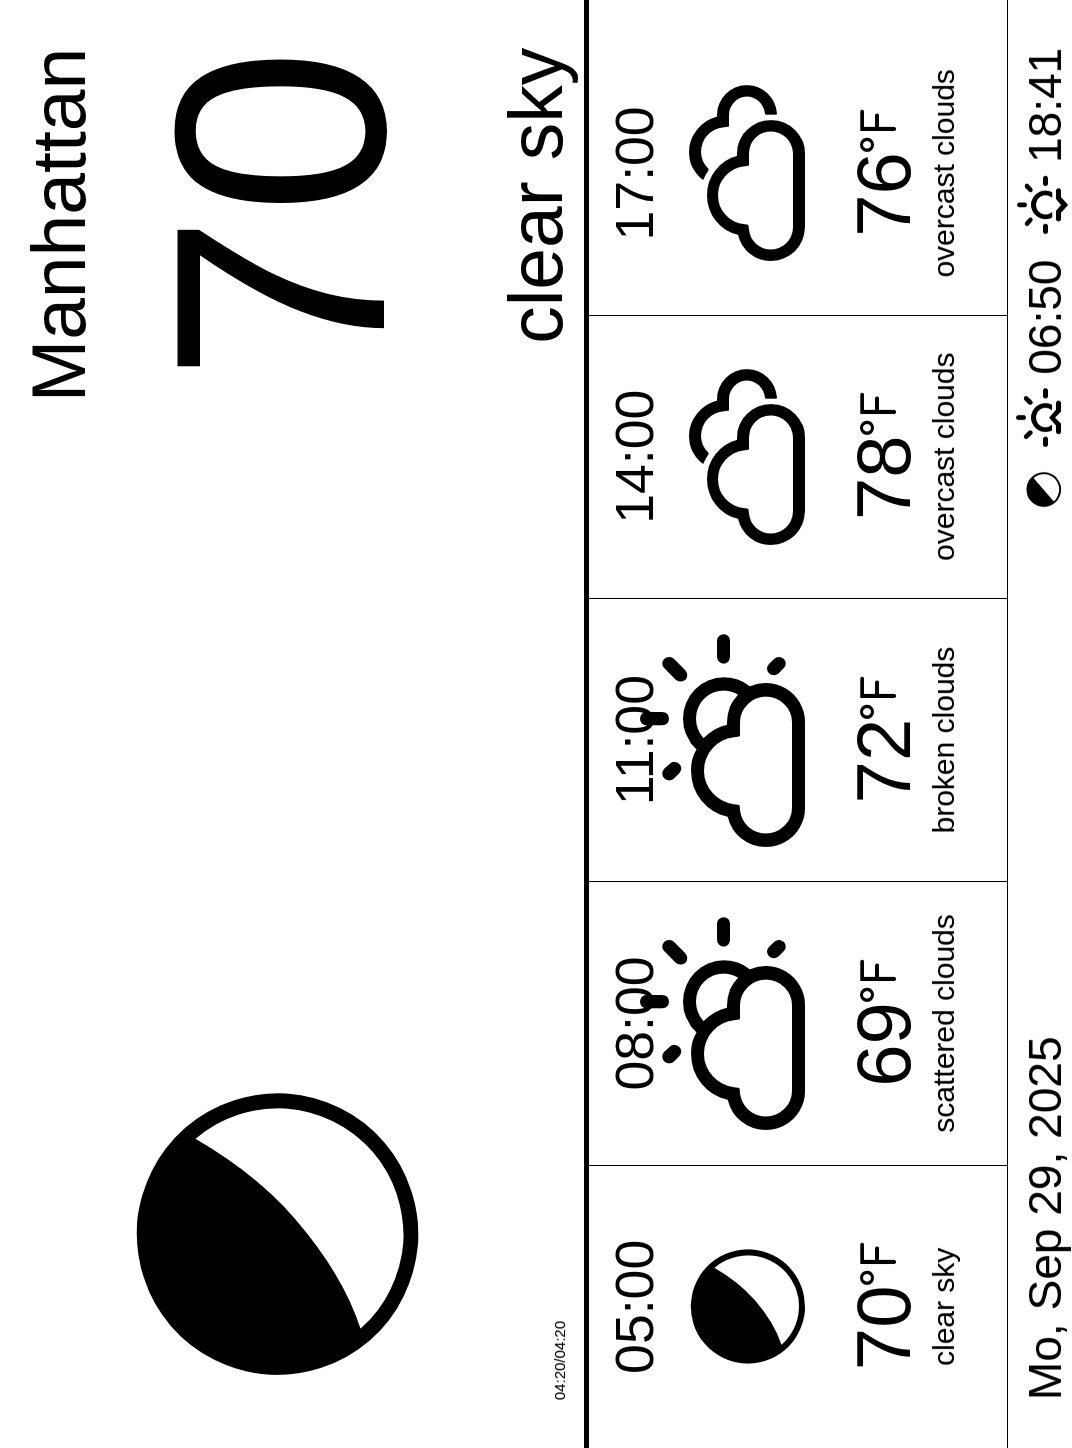 Manhattan
70
clear sky
04:20/04:20
05:00
70°F
clear sky
08:00
69°F
scattered clouds
11:00
72°F
broken clouds
14:00
78°F
overcast clouds
17:00
76°F
overcast clouds
Mo, Sep 29, 2025
06:50 18:41